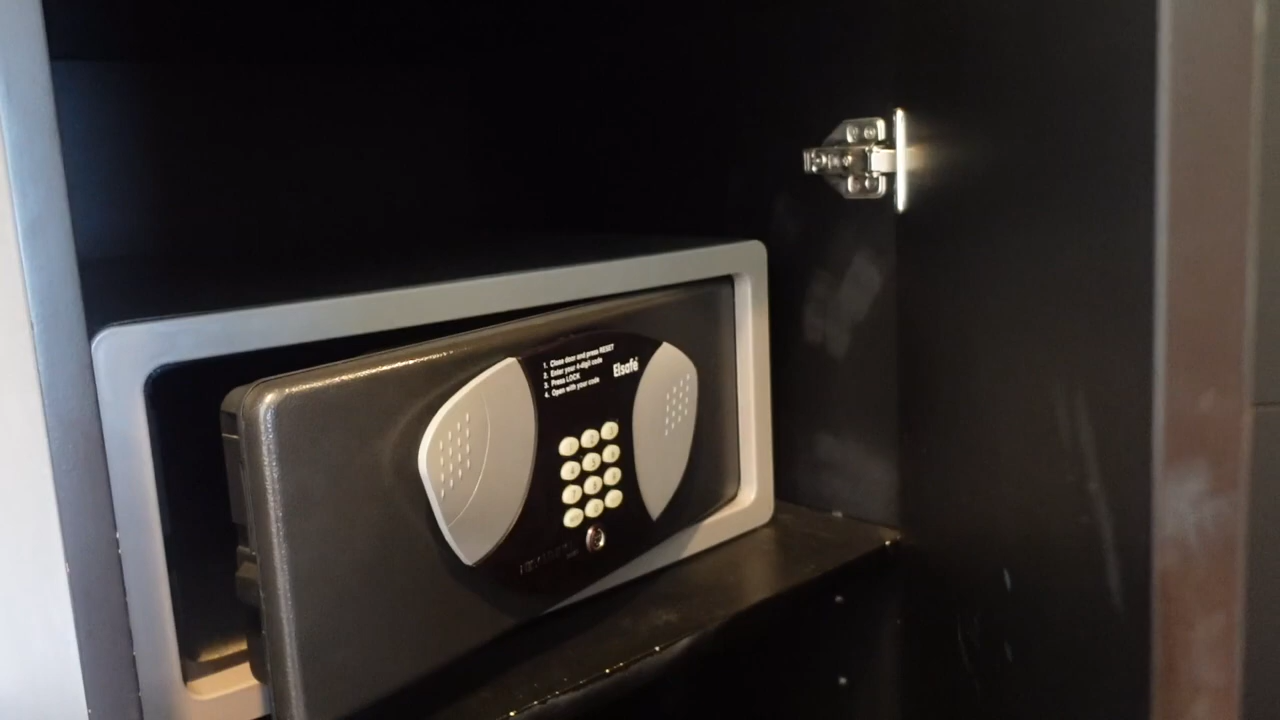 1. Close door and press RESET
2. Enter your 4-digit code
3. Press LOCK
4. Open with your code
Elsafe